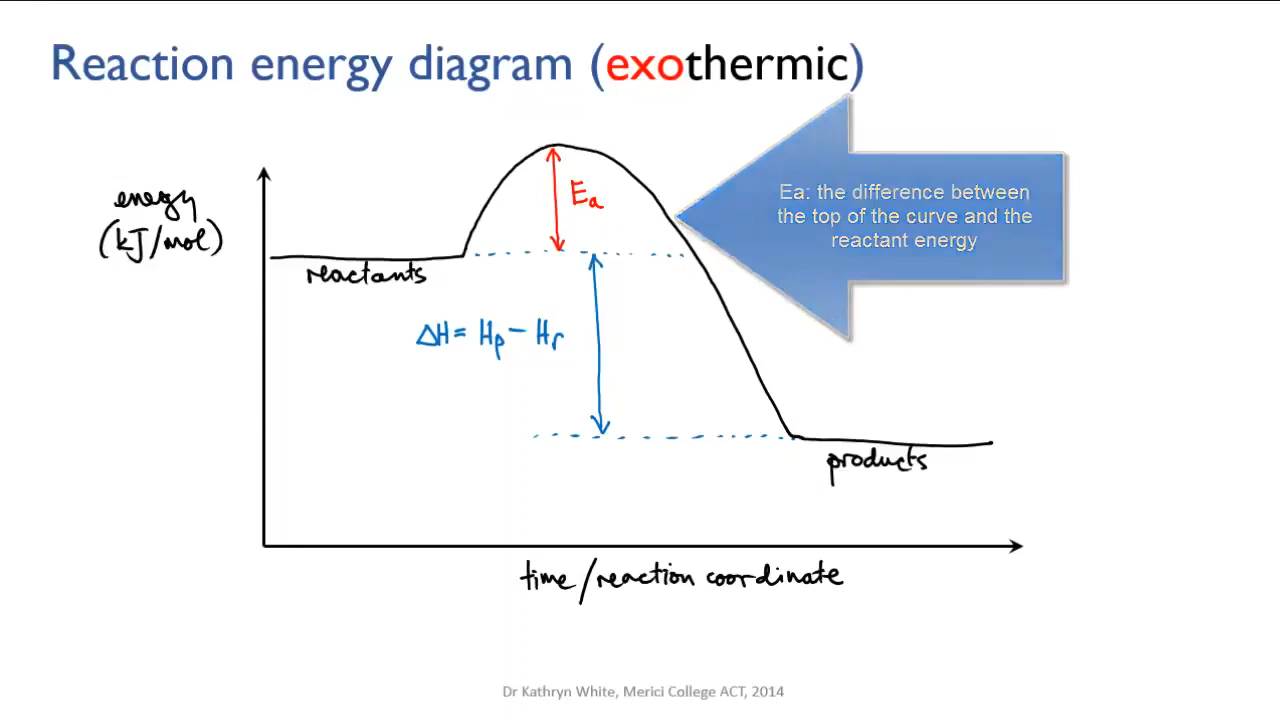 Reaction energy diagram (exothermic)
energy
(kJ/mol)
Ea
Ea: the difference between
the top of the curve and the
reactant energy
reactants
ΔH = Hp − Hr
products
time/reaction coordinate
Dr Kathryn White, Merici College ACT, 2014